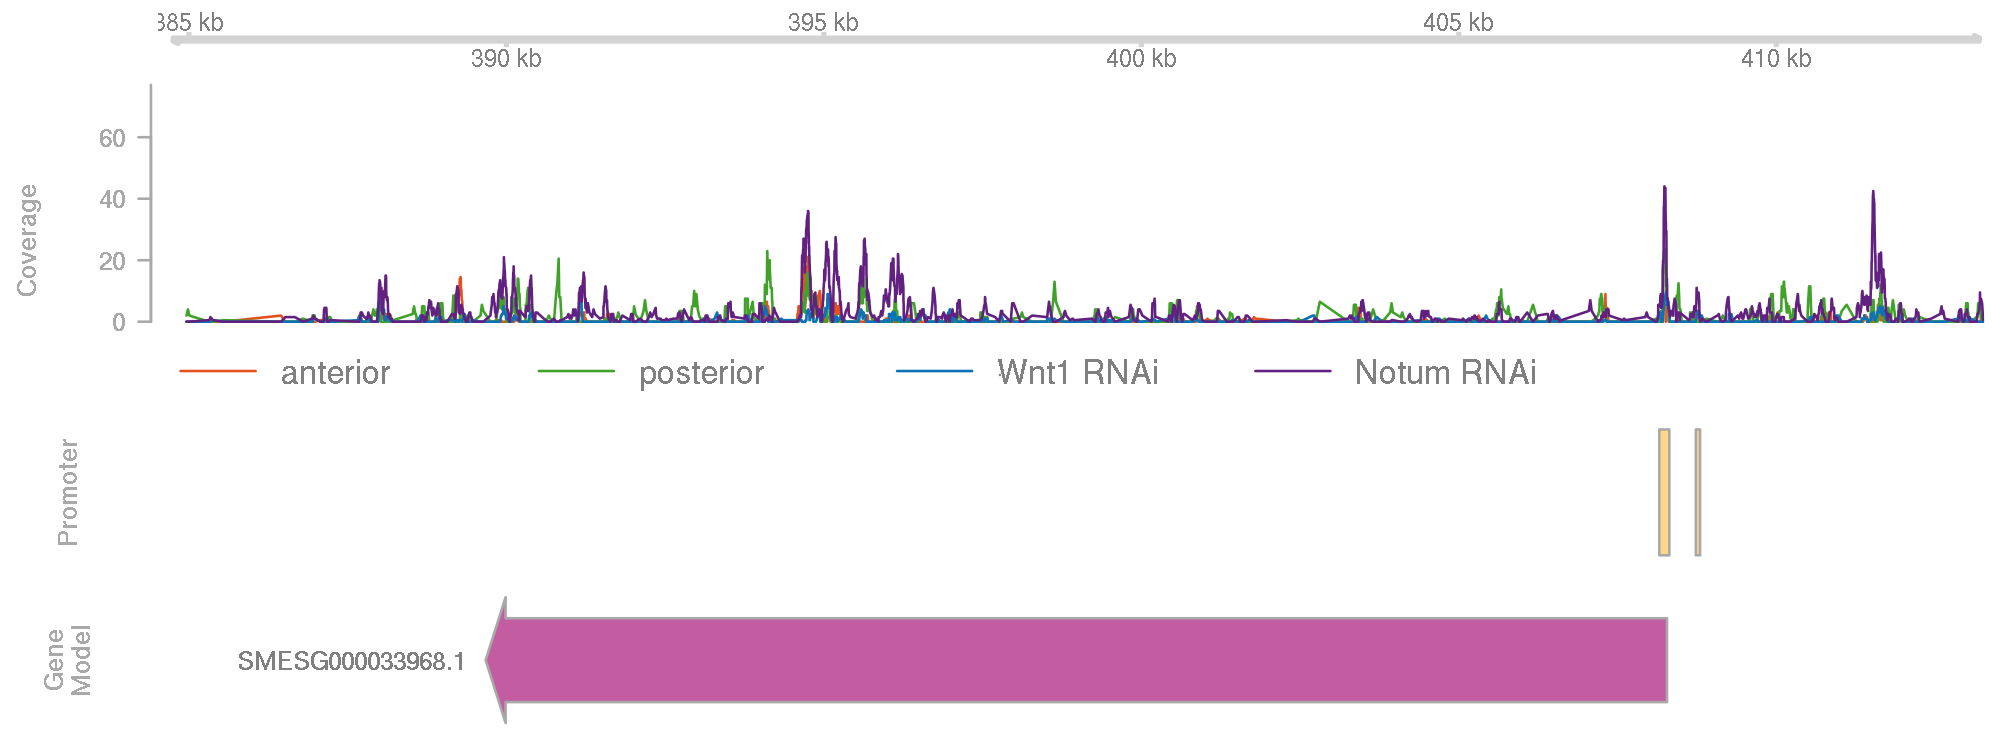 385 kb 395 kb 405 kb
390 kb 400 kb 410 kb
Coverage
60
40
20
0
anterior posterior Wnt1 RNAi Notum RNAi
Promoter
Gene
Model
SMESG000033968.1